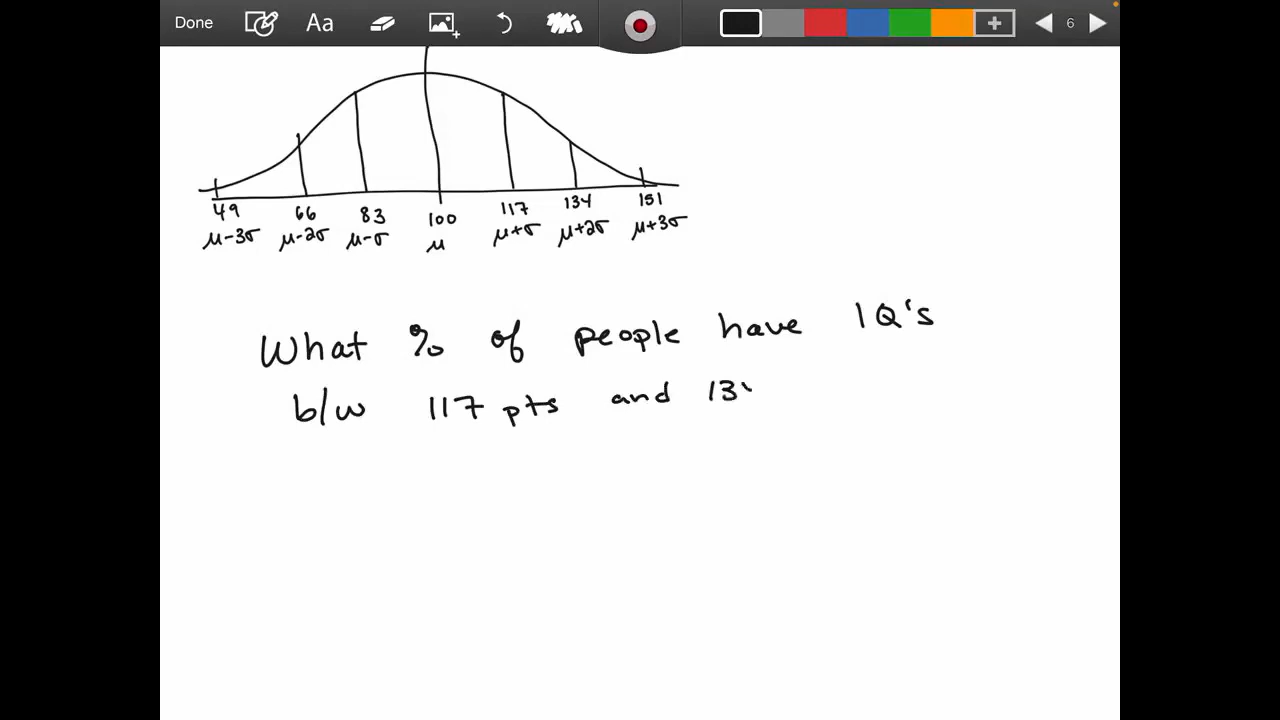 Done Aa 6
49 66 83 100 117 134 151
μ-3σ μ-2σ μ-σ μ μ+σ μ+2σ μ+3σ
What % of people have IQ's
b/w 117 pts and